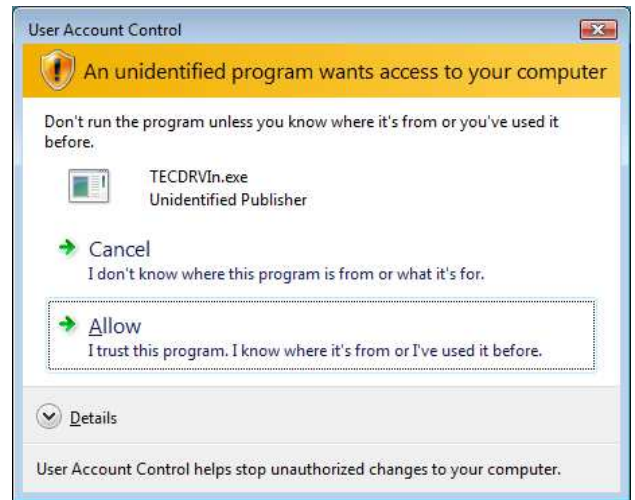 User Account Control
An unidentified program wants access to your computer
Don't run the program unless you know where it's from or you've used it
before.
TECDRVIn.exe
Unidentified Publisher
Cancel
I don't know where this program is from or what it's for.
Allow
I trust this program. I know where it's from or I've used it before.
Details
User Account Control helps stop unauthorized changes to your computer.